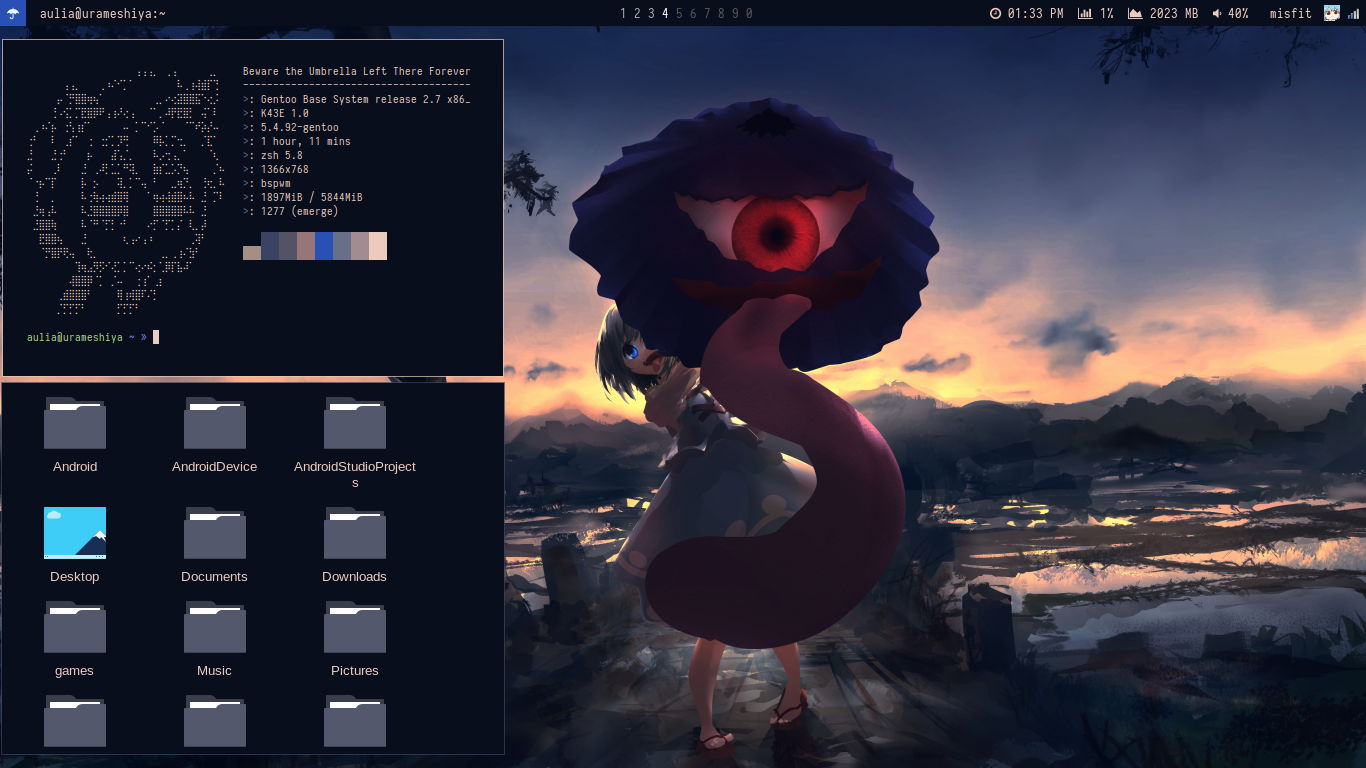 aulia@urameshiya:~
1 2 3 4 5 6 7 8 9 0
01:33 PM 1% 2023 MB 40% misfit
Beware the Umbrella Left There Forever
--------------------------------------
>: Gentoo Base System release 2.7 x86_
>: K43E 1.0
>: 5.4.92-gentoo
>: 1 hour, 11 mins
>: zsh 5.8
>: 1366x768
>: bspwm
>: 1897MiB / 5844MiB
>: 1277 (emerge)
aulia@urameshiya ~ »
Android
AndroidDevice
AndroidStudioProject
s
Desktop
Documents
Downloads
games
Music
Pictures